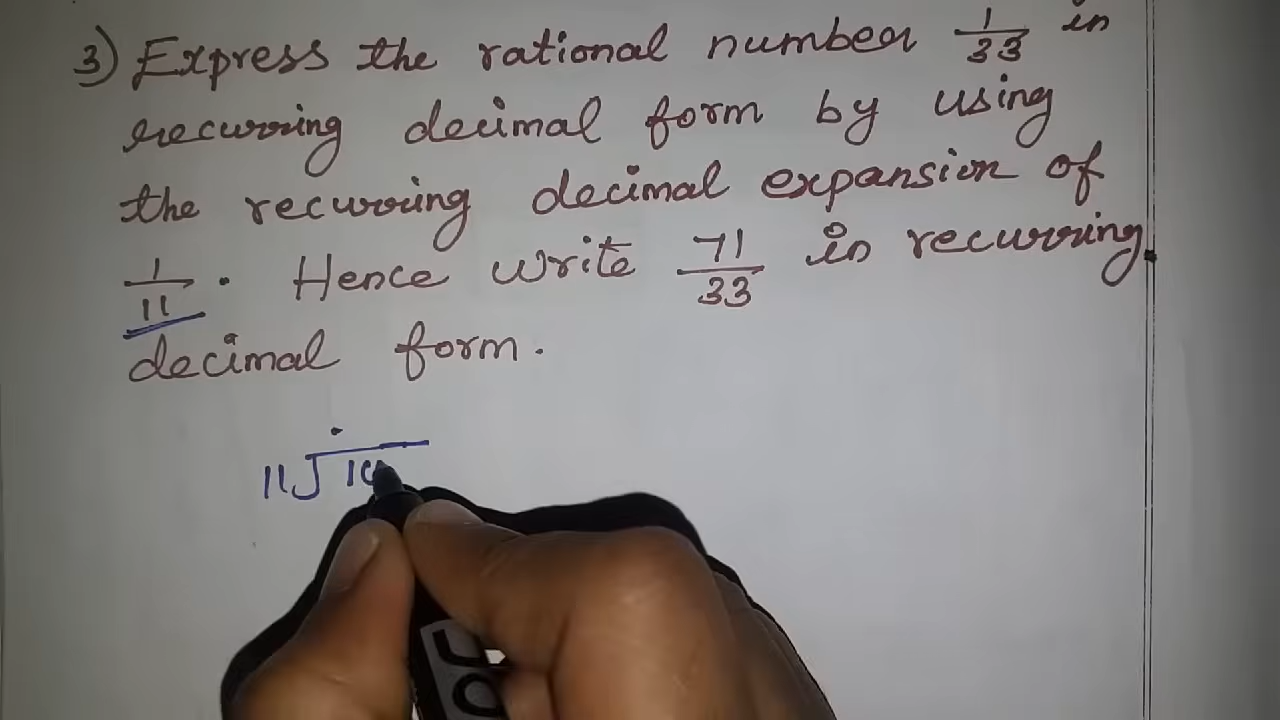 3) Express the rational number 1/33 in
recurring decimal form by using
the recurring decimal expansion of
1/11. Hence write 71/33 in recurring
decimal form.
11 10